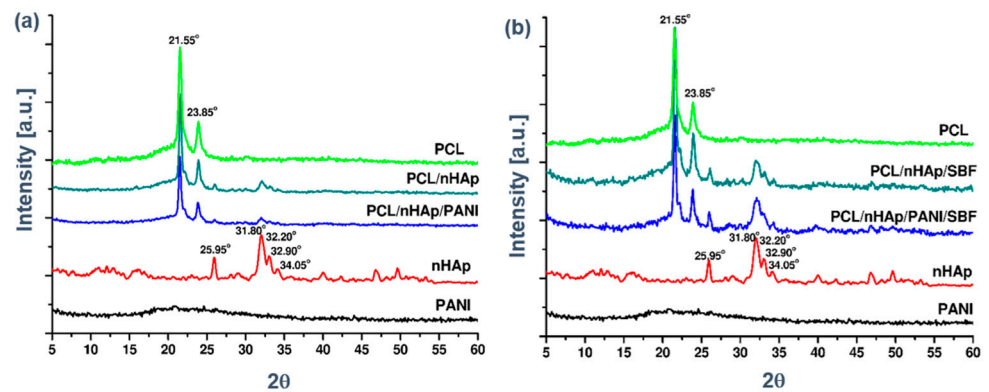 (a)
21.55°
23.85°
PCL
PCL/nHAp
PCL/nHAp/PANI
31.80°
32.20°
32.90°
34.05°
25.95°
nHAp
PANI
Intensity [a.u.]
5 10 15 20 25 30 35 40 45 50 55 60
2θ
(b)
21.55°
23.85°
PCL
PCL/nHAp/SBF
PCL/nHAp/PANI/SBF
31.80°
32.20°
32.90°
34.05°
25.95°
nHAp
PANI
Intensity [a.u.]
5 10 15 20 25 30 35 40 45 50 55 60
2θ